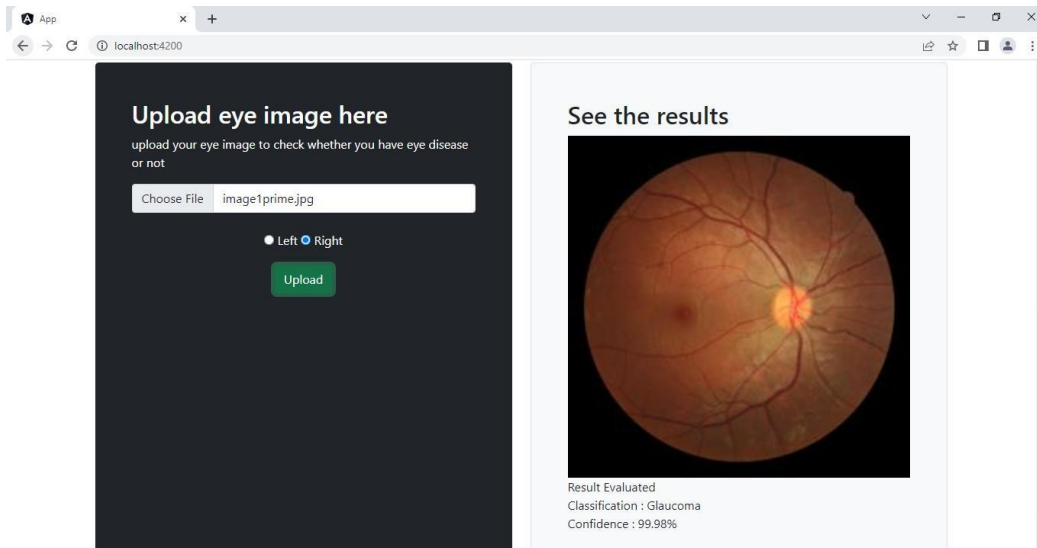 App
localhost:4200
Upload eye image here
upload your eye image to check whether you have eye disease
or not
Choose File image1prime.jpg
Left Right
Upload
See the results
Result Evaluated
Classification : Glaucoma
Confidence : 99.98%